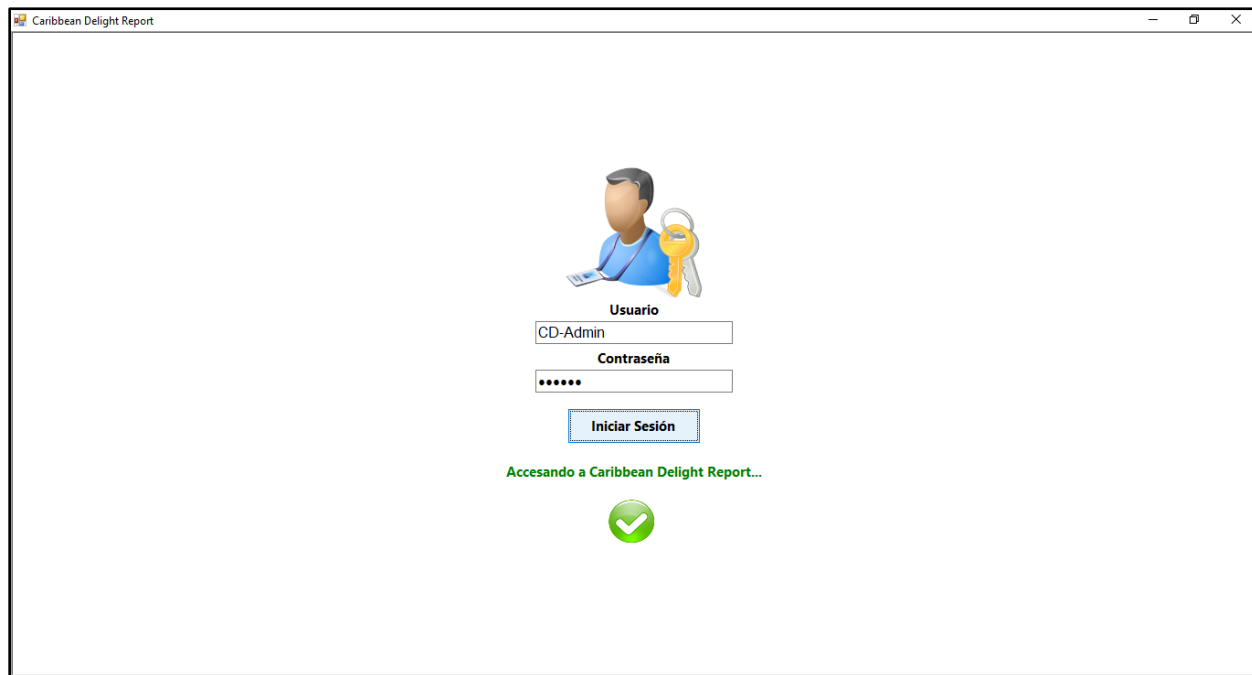 Caribbean Delight Report
Usuario
CD-Admin
Contraseña
••••••
Iniciar Sesión
Accesando a Caribbean Delight Report...